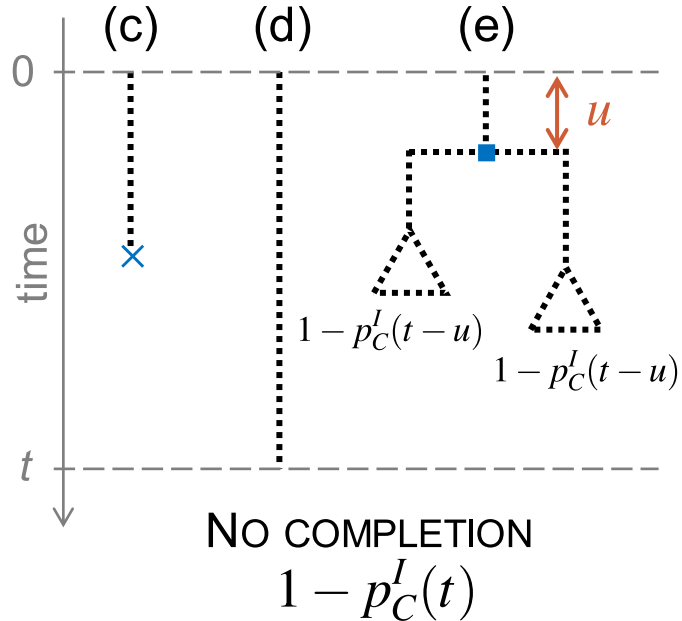 (c) (d) (e)
0
u
time
1 − p_C^I(t − u)
1 − p_C^I(t − u)
t
NO COMPLETION
1 − p_C^I(t)